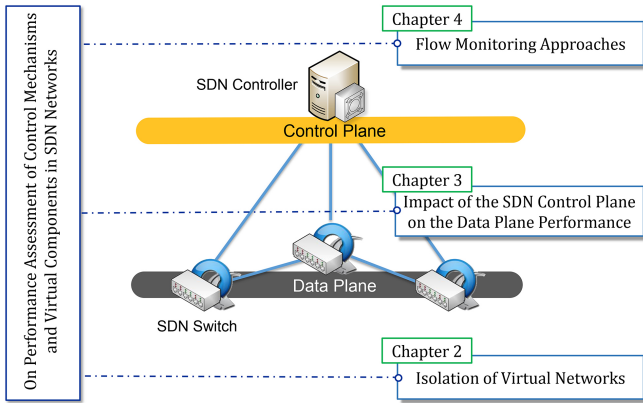 On Performance Assessment of Control Mechanisms
and Virtual Components in SDN Networks
Chapter 4
Flow Monitoring Approaches
SDN Controller
Control Plane
Chapter 3
Impact of the SDN Control Plane
on the Data Plane Performance
Data Plane
SDN Switch
Chapter 2
Isolation of Virtual Networks